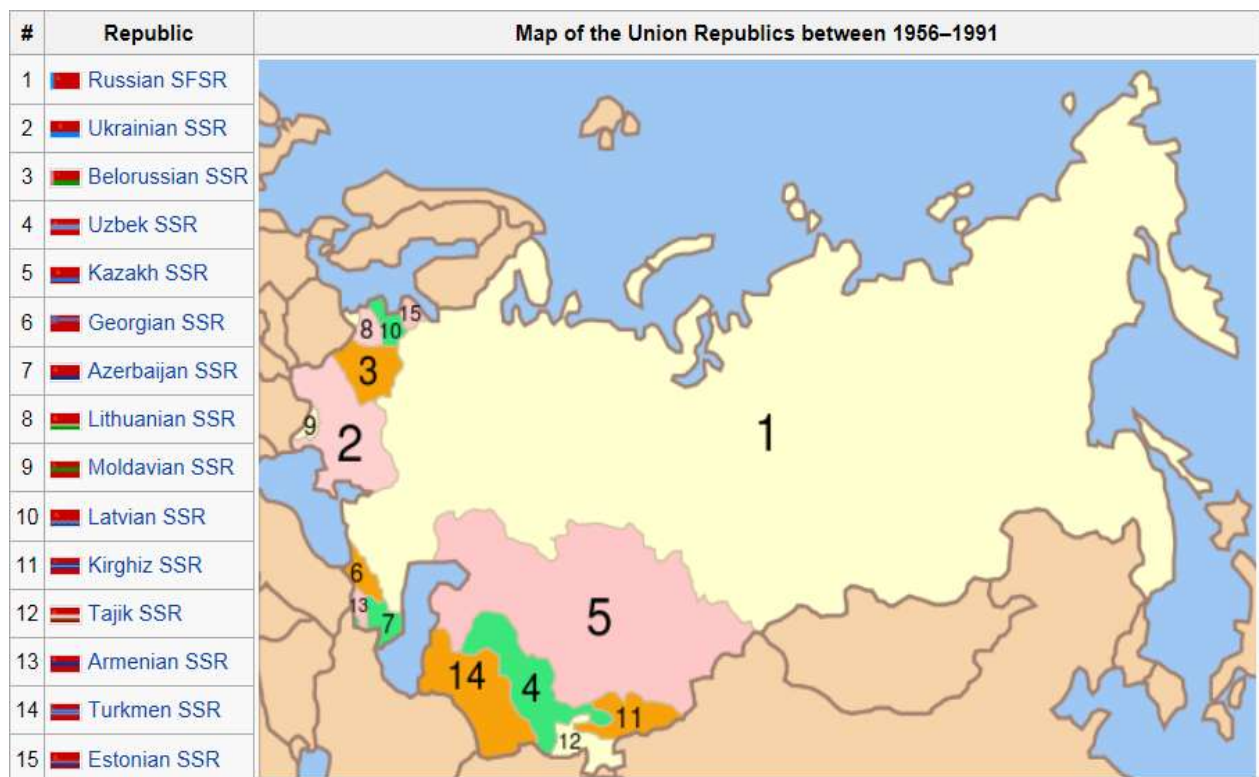 # Republic Map of the Union Republics between 1956–1991
1 Russian SFSR
2 Ukrainian SSR
3 Belorussian SSR
4 Uzbek SSR
5 Kazakh SSR
6 Georgian SSR
7 Azerbaijan SSR
8 Lithuanian SSR
9 Moldavian SSR
10 Latvian SSR
11 Kirghiz SSR
12 Tajik SSR
13 Armenian SSR
14 Turkmen SSR
15 Estonian SSR
15
8 10
3
1
9
2
6
13
7
5
14
4
11
12